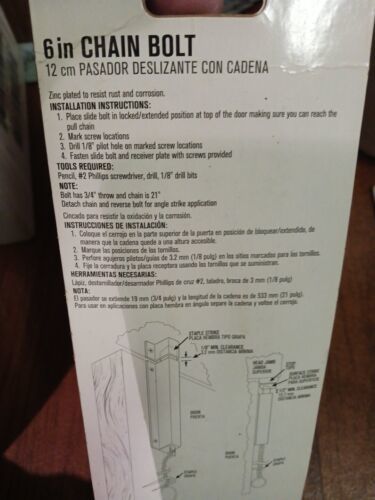 6 in CHAIN BOLT
12 cm PASADOR DESLIZANTE CON CADENA
Zinc plated to resist rust and corrosion.
INSTALLATION INSTRUCTIONS:
1. Place slide bolt in locked/extended position at top of the door making sure you can reach the
pull chain
2. Mark screw locations
3. Drill 1/8" pilot hole on marked screw locations
4. Fasten slide bolt and receiver plate with screws provided
TOOLS REQUIRED:
Pencil, #2 Phillips screwdriver, drill, 1/8" drill bits
NOTE:
Bolt has 3/4" throw and chain is 21"
Detach chain and reverse bolt for angle strike application
Cincado para resistir la oxidación y la corrosión.
INSTRUCCIONES DE INSTALACIÓN:
1. Coloque el cerrojo en la parte superior de la puerta en posición de bloquear/extendide, de
manera que la cadena quede a una altura accesible.
2. Marque las posiciones de los tornillos.
3. Perfore agujeros pilotos/guías de 3.2 mm (1/8 pulg) en los sitios marcados para los tornillos.
4. Fije la cerradura y la placa receptora usando los tornillos que se suministran.
HERRAMIENTAS NECESARIAS:
Lápiz, destornillador/desarmador Phillips de cruz #2, taladro, broca de 3 mm (1/8 pulg)
NOTA:
El pasador se extende 19 mm (3/4 pulg) y la longitud de la cadena es de 533 mm (21 pulg).
Para usar en aplicaciones con placa hembra en ángulo separe la cadena y voltee el cerrojo.
STAPLE STRIKE
PLACA HEMBRA TIPO GRAPA
1/8" MIN. CLEARANCE
3.2 mm DISTANCIA MÍNIMA
HEAD JAMB
JAMBA
SUPERIOR
STOP
TOPE
SURFACE STRIKE
PLACA HEMBRA
PARA SUPERFICIE
1/2" MIN.
CLEARANCE
DISTANCIA
MÍNIMA
DOOR
PUERTA
DOOR
PUERTA
STAPLE
GRAPA
STAPLE
GRAPA